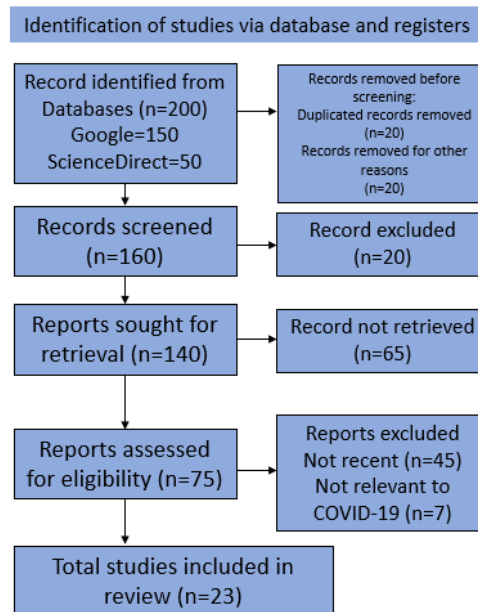 Identification of studies via database and registers
Record identified from
Databases (n=200)
Google=150
ScienceDirect=50
Records removed before
screening:
Duplicated records removed
(n=20)
Records removed for other
reasons
(n=20)
Records screened
(n=160)
Record excluded
(n=20)
Reports sought for
retrieval (n=140)
Record not retrieved
(n=65)
Reports assessed
for eligibility (n=75)
Reports excluded
Not recent (n=45)
Not relevant to
COVID-19 (n=7)
Total studies included in
review (n=23)